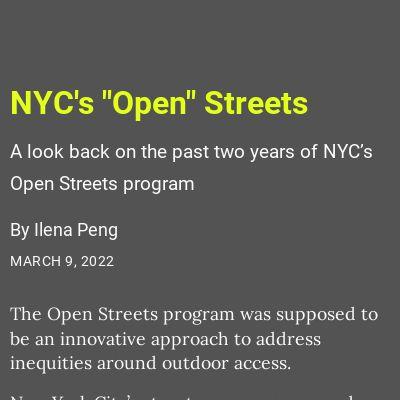 NYC's "Open" Streets
A look back on the past two years of NYC’s
Open Streets program
By Ilena Peng
MARCH 9, 2022
The Open Streets program was supposed to
be an innovative approach to address
inequities around outdoor access.